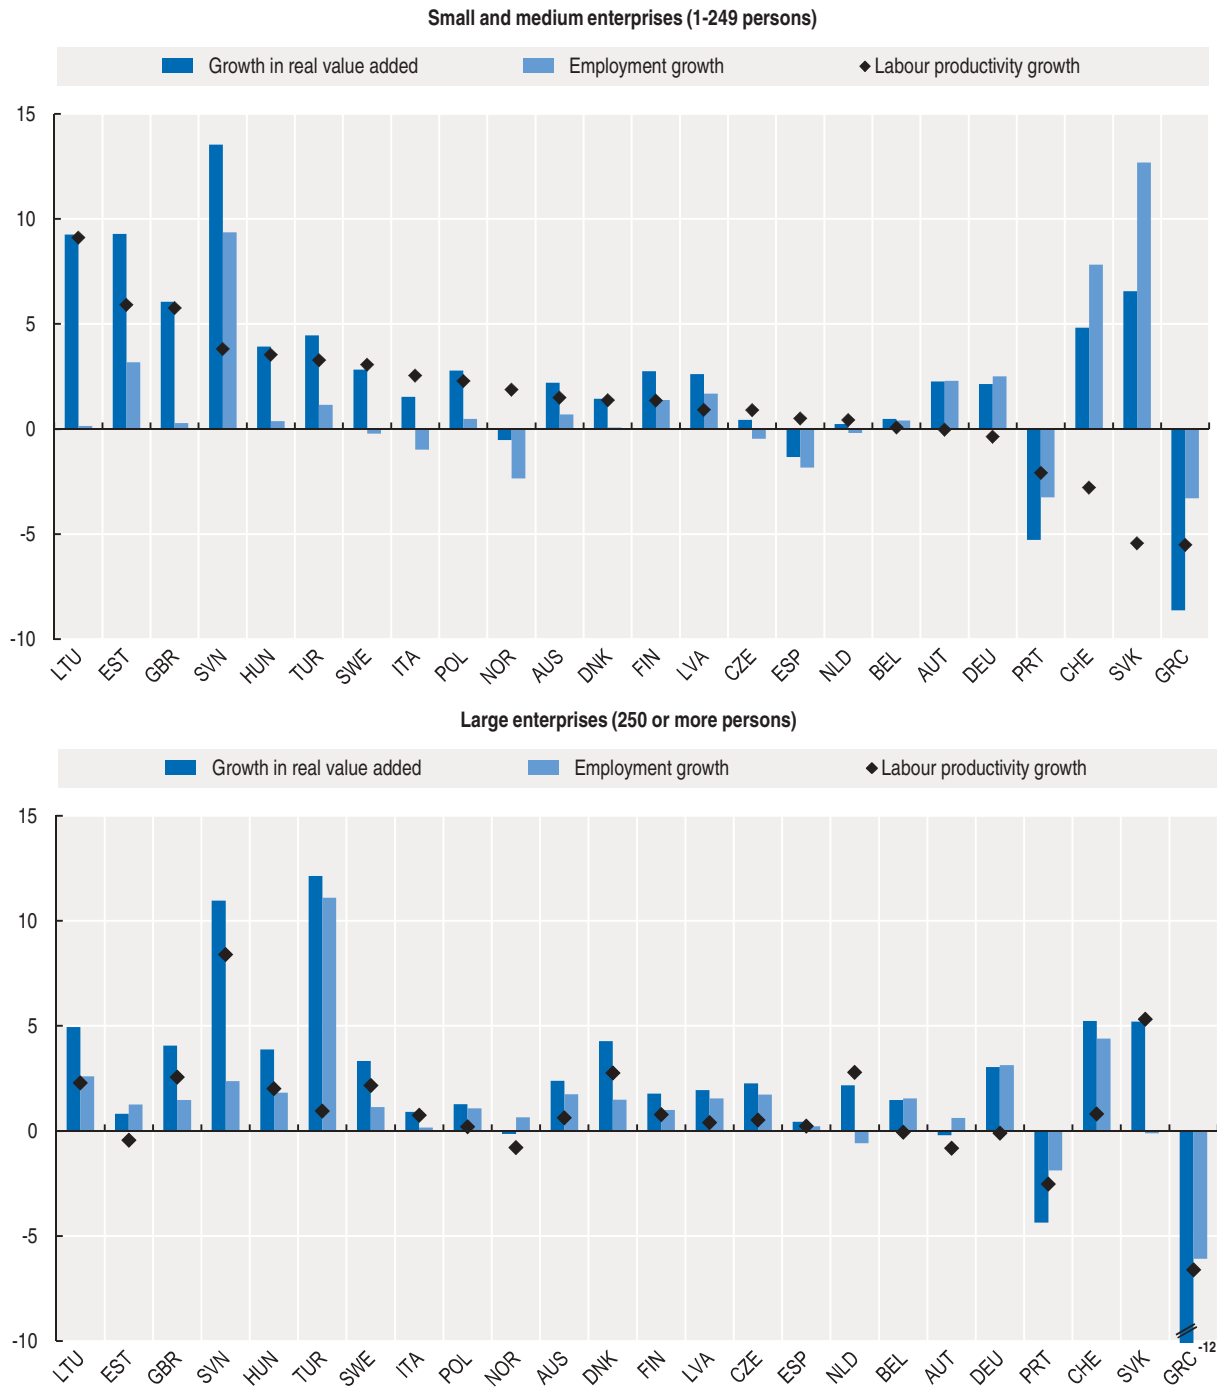 Small and medium enterprises (1-249 persons)
Growth in real value added Employment growth Labour productivity growth
15
10
5
0
-5
-10
LTU EST GBR SVN HUN TUR SWE ITA POL NOR AUS DNK FIN LVA CZE ESP NLD BEL AUT DEU PRT CHE SVK GRC
Large enterprises (250 or more persons)
Growth in real value added Employment growth Labour productivity growth
15
10
5
0
-5
-10
-12
LTU EST GBR SVN HUN TUR SWE ITA POL NOR AUS DNK FIN LVA CZE ESP NLD BEL AUT DEU PRT CHE SVK GRC